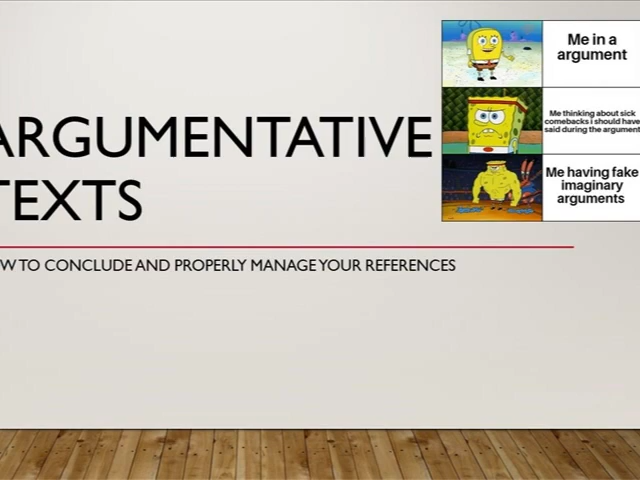 ARGUMENTATIVE
TEXTS
W TO CONCLUDE AND PROPERLY MANAGE YOUR REFERENCES
Me in a
argument
Me thinking about sick
comebacks i should have
said during the argument
Me having fake
imaginary
arguments